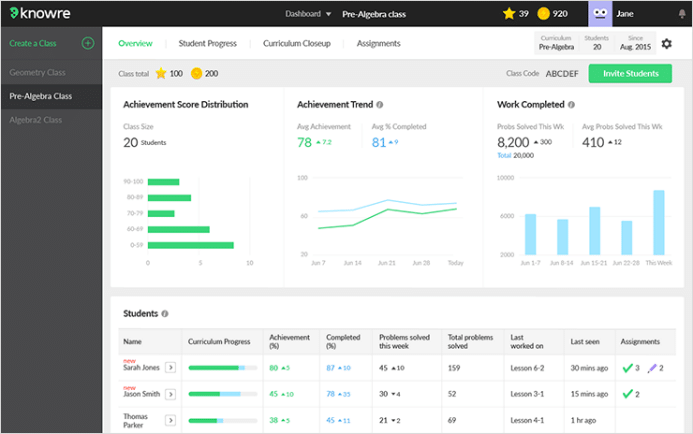 knowre Dashboard Pre-Algebra class 39 920 Jane
Create a Class
Geometry Class
Pre-Algebra Class
Algebra2 Class
Overview Student Progress Curriculum Closeup Assignments
Curriculum Students Since
Pre-Algebra 20 Aug. 2015
Class total 100 200 Class Code ABCDEF Invite Students
Achievement Score Distribution
Class Size
20 Students
90-100
80-89
70-79
60-69
0-59
0 5 10
Achievement Trend
Avg Achievement Avg % Completed
78 7.2 81 9
100
60
20
Jun 7 Jun 14 Jun 21 Jun 28 Today
Work Completed
Probs Solved This Wk Avg Probs Solved This Wk
8,200 300 410 12
Total 20,000
10000
6000
2000
Jun 1-7 Jun 8-14 Jun 15-21 Jun 22-28 This Week
Students
Name Curriculum Progress Achievement (%) Completed (%) Problems solved this week Total problems solved Last worked on Last seen Assignments
new
Sarah Jones 80 5 87 10 45 10 159 Lesson 6-2 30 mins ago 3 2
new
Jason Smith 45 10 78 31 30 4 52 Lesson 3-1 15 mins ago 2
Thomas Parker 38 5 45 11 21 2 69 Lesson 4-1 1 hr ago